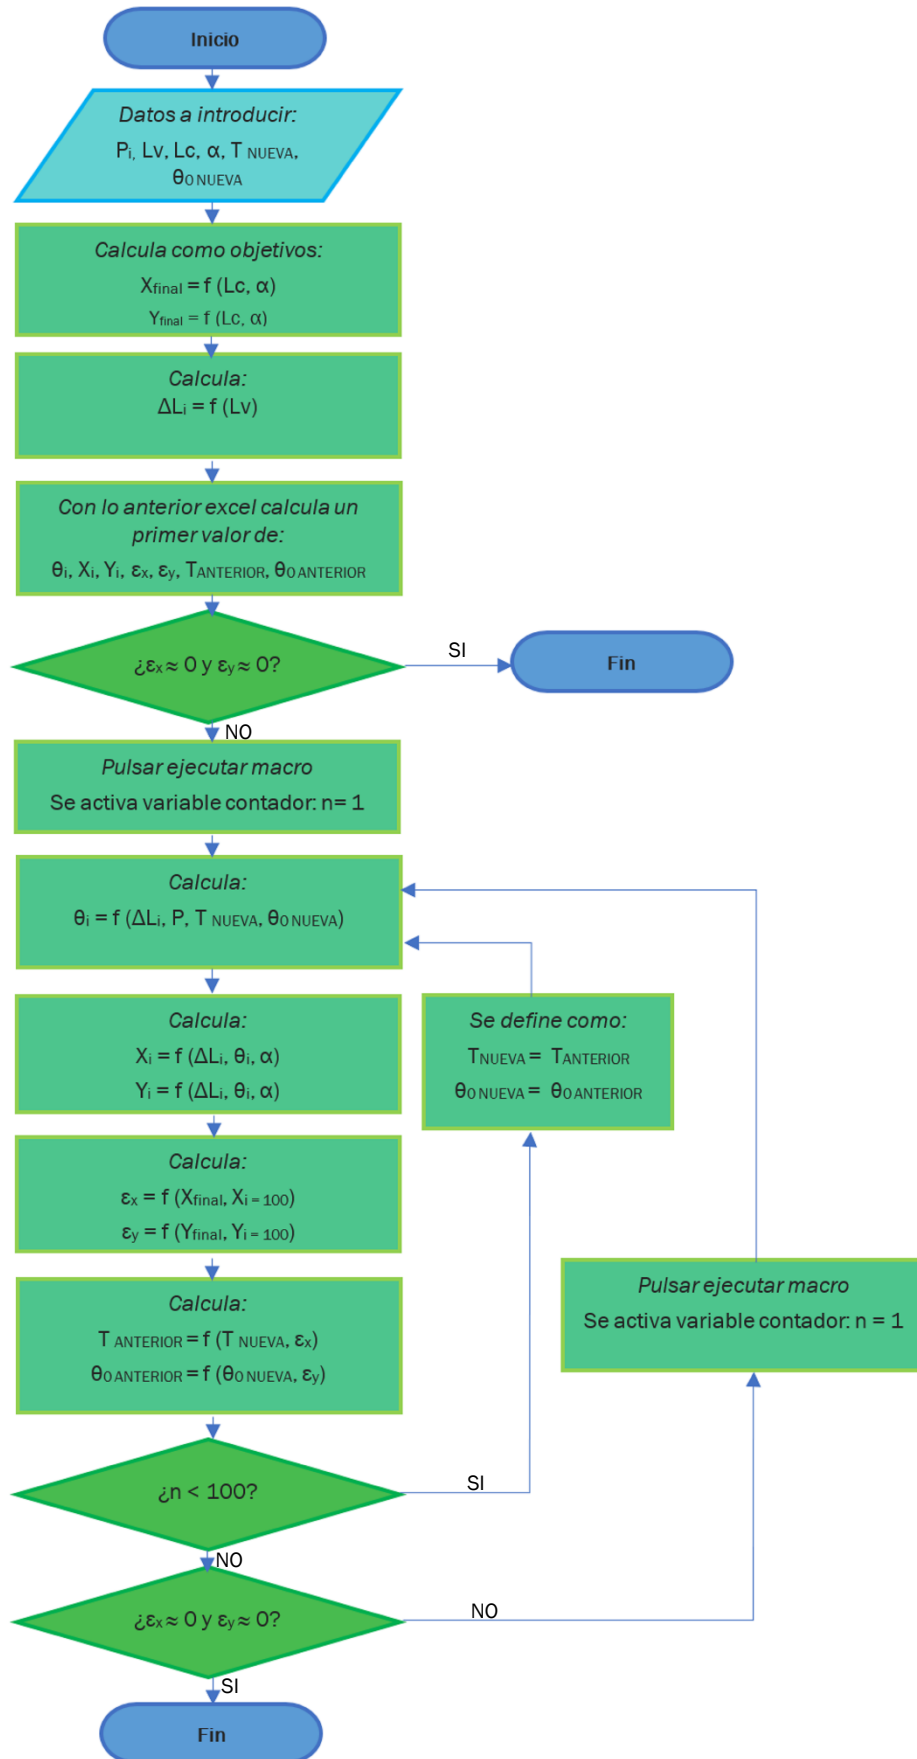 Inicio
Datos a introducir:
Pi, Lv, Lc, α, T NUEVA,
θ0 NUEVA
Calcula como objetivos:
Xfinal = f (Lc, α)
Yfinal = f (Lc, α)
Calcula:
ΔLi = f (Lv)
Con lo anterior excel calcula un
primer valor de:
θi, Xi, Yi, εx, εy, TANTERIOR, θ0 ANTERIOR
¿εx ≈ 0 y εy ≈ 0?
SI
Fin
NO
Pulsar ejecutar macro
Se activa variable contador: n= 1
Calcula:
θi = f (ΔLi, P, T NUEVA, θ0 NUEVA)
Calcula:
Xi = f (ΔLi, θi, α)
Yi = f (ΔLi, θi, α)
Se define como:
TNUEVA = TANTERIOR
θ0 NUEVA = θ0 ANTERIOR
Calcula:
εx = f (Xfinal, Xi = 100)
εy = f (Yfinal, Yi = 100)
Pulsar ejecutar macro
Se activa variable contador: n = 1
Calcula:
T ANTERIOR = f (T NUEVA, εx)
θ0 ANTERIOR = f (θ0 NUEVA, εy)
¿n < 100?
SI
NO
¿εx ≈ 0 y εy ≈ 0?
NO
SI
Fin